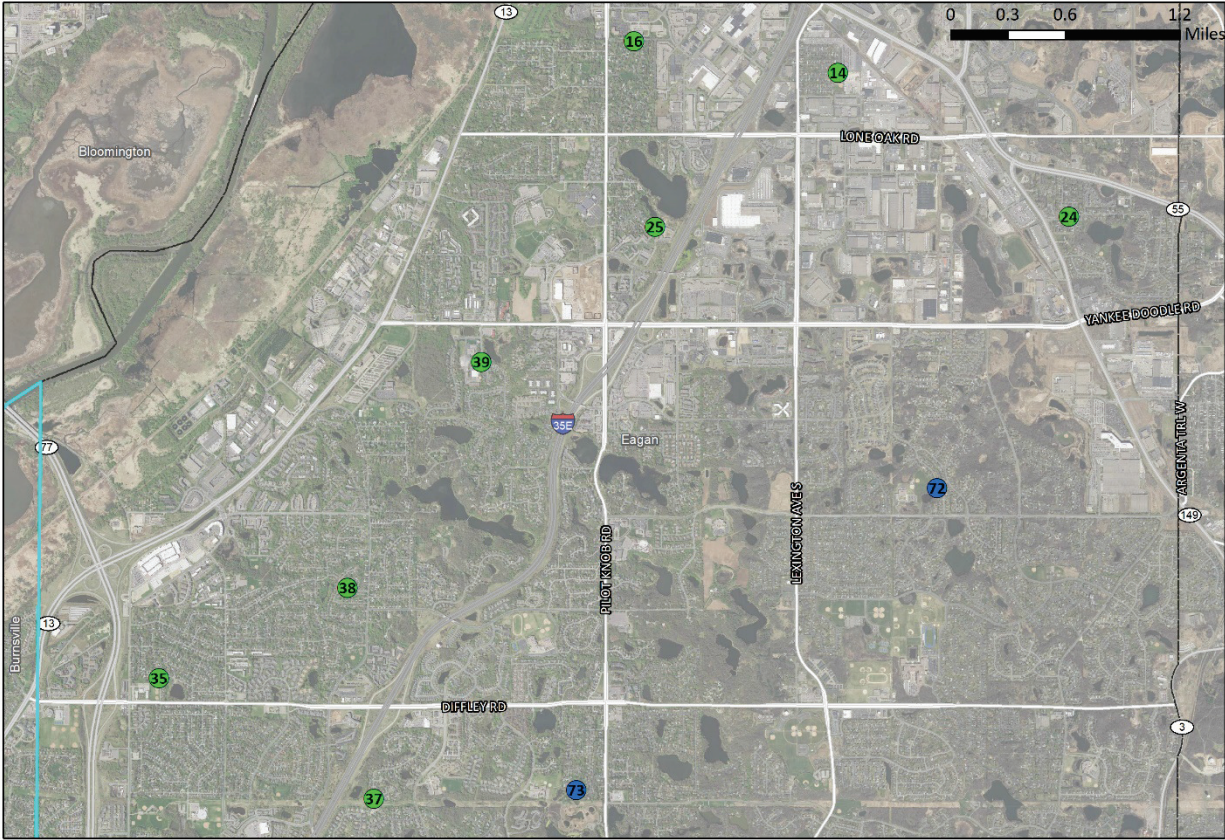 13
0 0.3 0.6 1.2
Miles
16
14
LONE OAK RD
Bloomington
55
24
25
YANKEE DOODLE RD
39
35E
Eagan
77
ARGENTA TRL W
72
149
LEXINGTON AVE S
PILOT KNOB RD
38
13
Burnsville
35
DIFFLEY RD
3
73
37